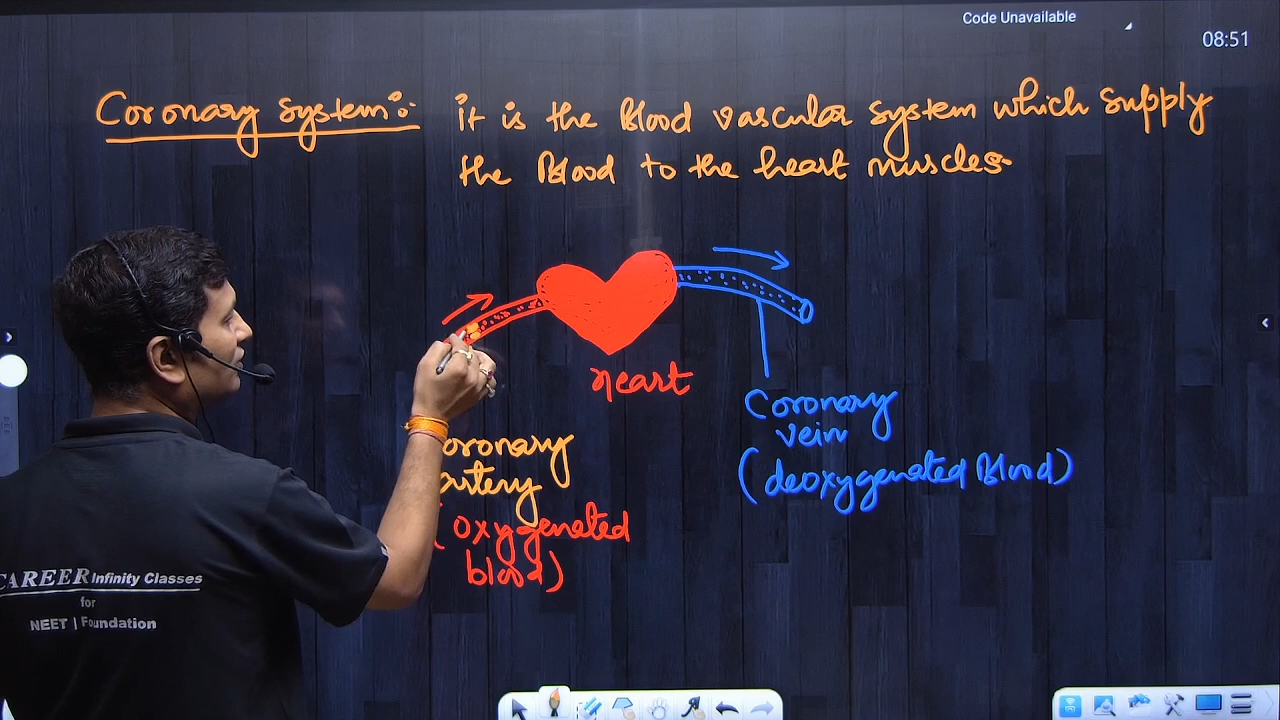 Code Unavailable
08:51
Coronary System:- it is the Blood vascular system which supply
the Blood to the heart muscles-
heart
Coronary
vein
(deoxygenated Blood)
oronary
artery
(oxygenated
blood)
CAREER Infinity Classes
for
NEET | Foundation